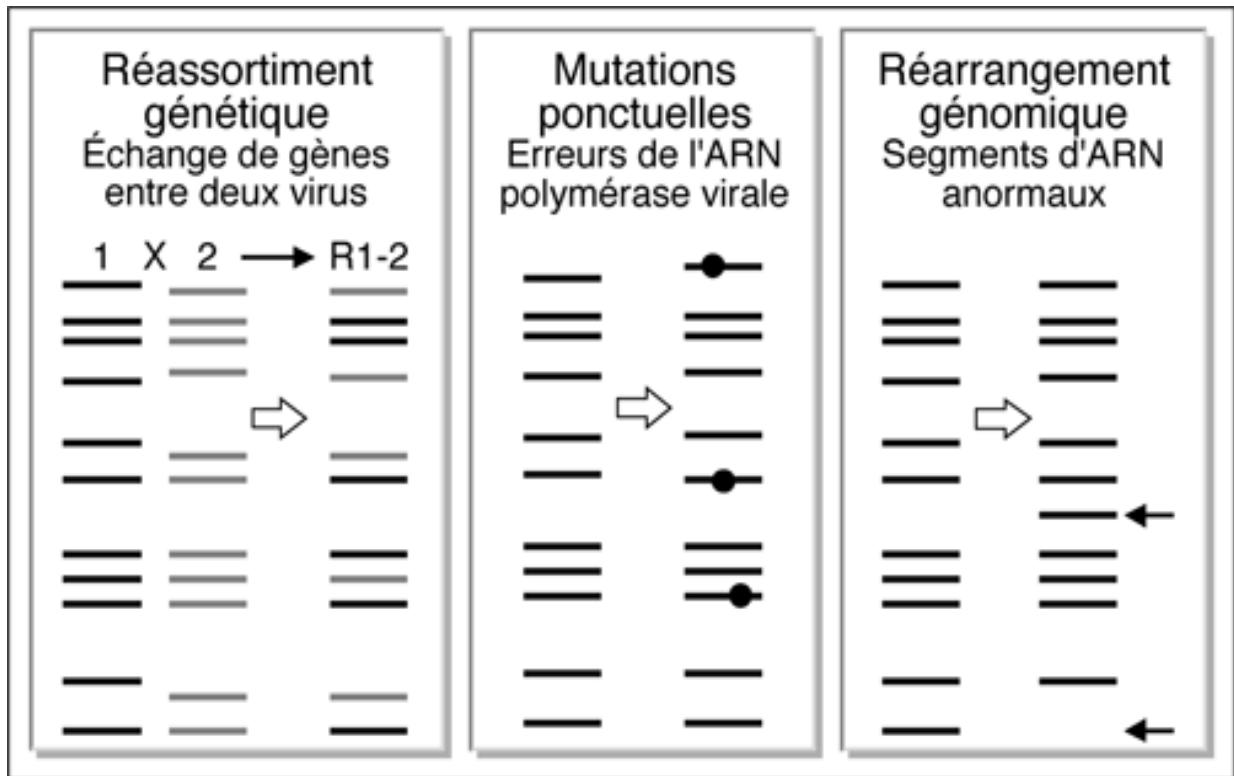 Réassortiment
génétique
Échange de gènes
entre deux virus
1 X 2 R1-2
Mutations
ponctuelles
Erreurs de l'ARN
polymérase virale
Réarrangement
génomique
Segments d'ARN
anormaux